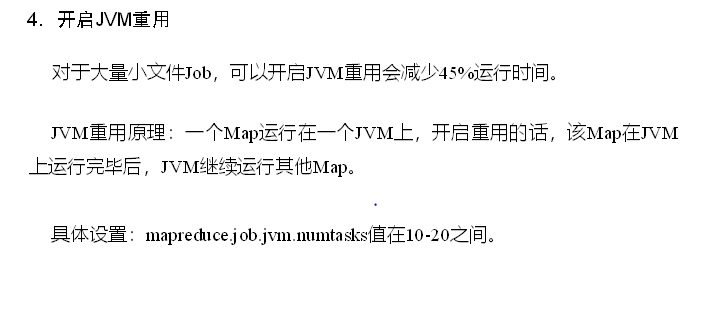 4. 开启JVM重用
对于大量小文件Job，可以开启JVM重用会减少45%运行时间。
JVM重用原理：一个Map运行在一个JVM上，开启重用的话，该Map在JVM
上运行完毕后，JVM继续运行其他Map。
具体设置：mapreduce.job.jvm.numtasks值在10-20之间。